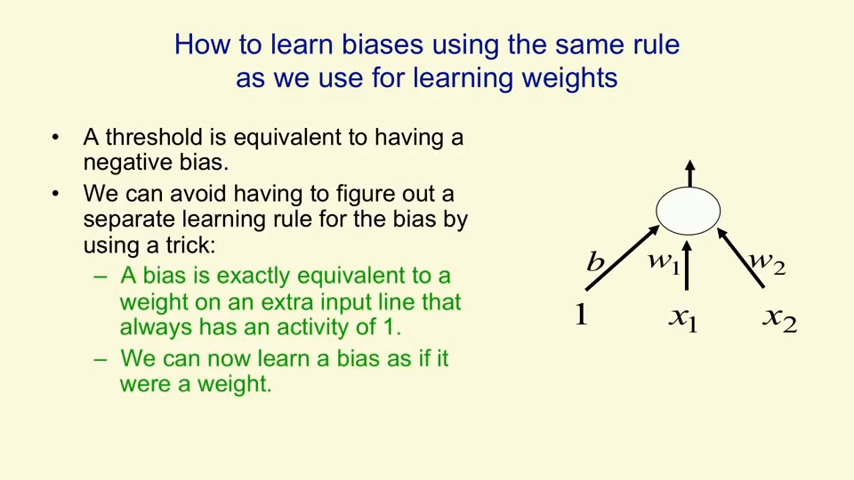 How to learn biases using the same rule
as we use for learning weights
• A threshold is equivalent to having a
negative bias.
• We can avoid having to figure out a
separate learning rule for the bias by
using a trick:
– A bias is exactly equivalent to a
weight on an extra input line that
always has an activity of 1.
– We can now learn a bias as if it
were a weight.
b w₁ w₂
1 x₁ x₂